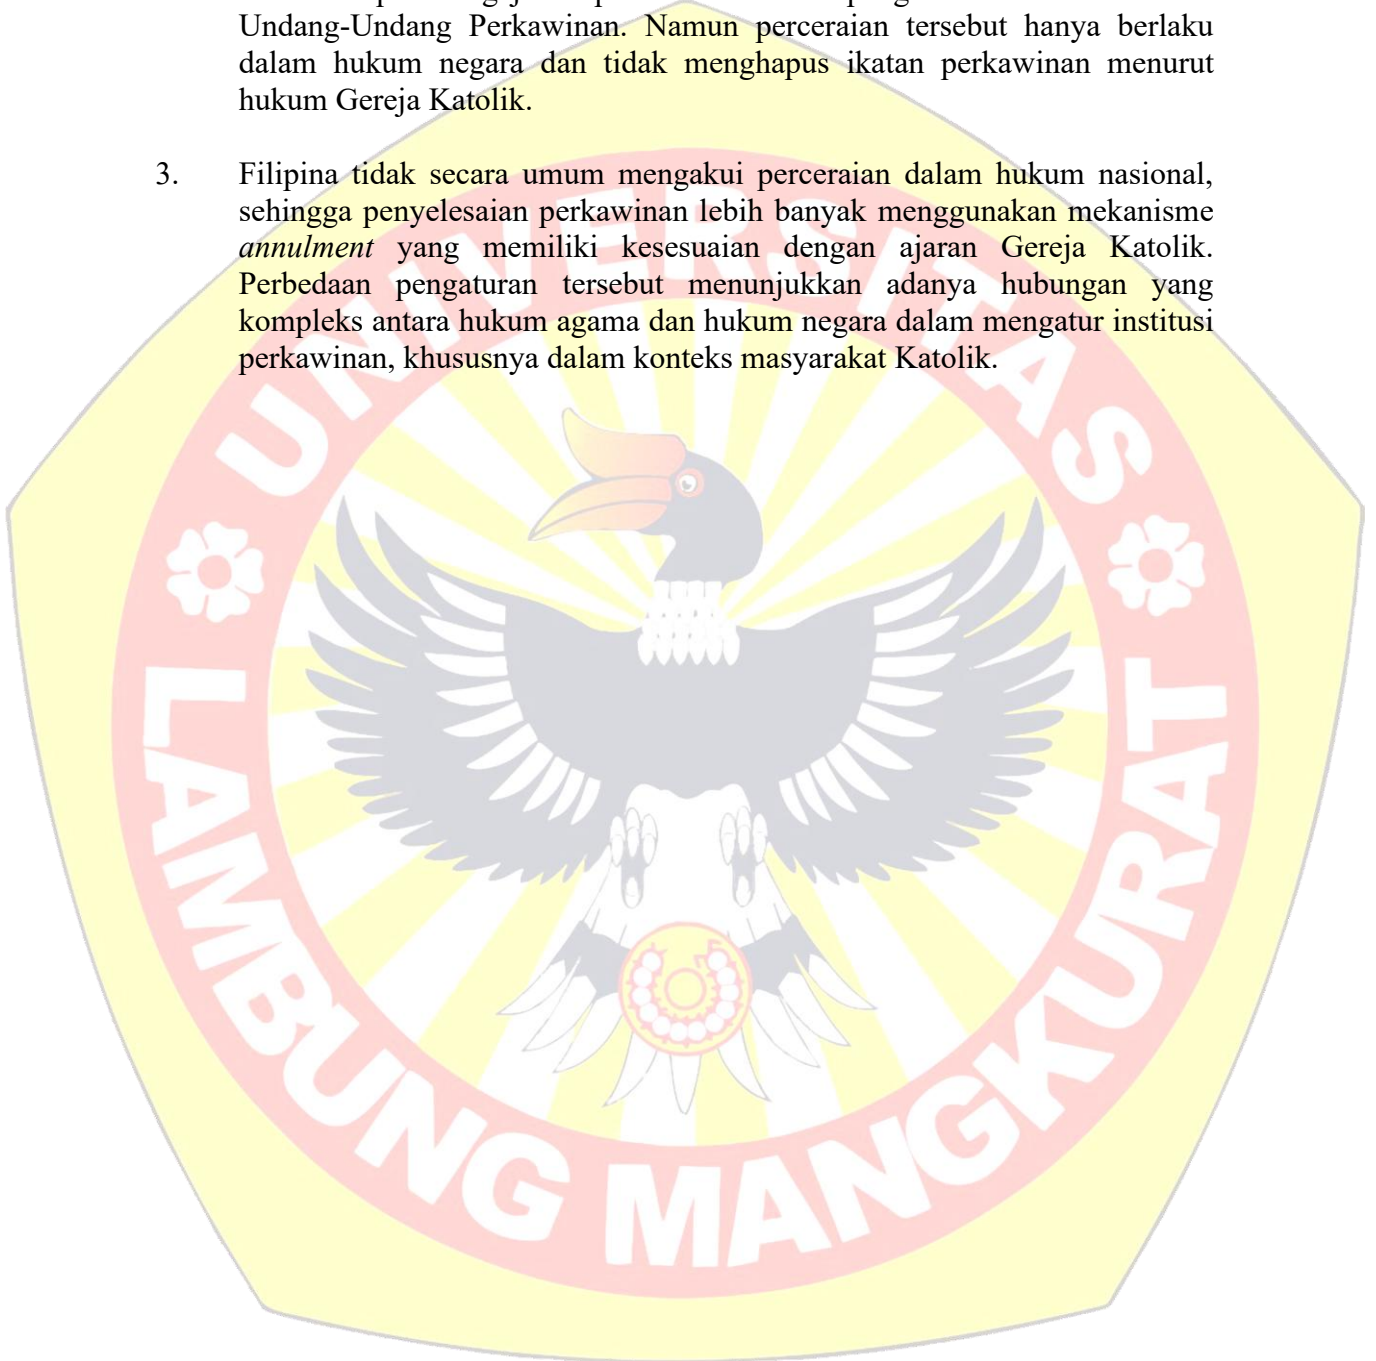 Undang-Undang Perkawinan. Namun perceraian tersebut hanya berlaku
dalam hukum negara dan tidak menghapus ikatan perkawinan menurut
hukum Gereja Katolik.
3. Filipina tidak secara umum mengakui perceraian dalam hukum nasional,
sehingga penyelesaian perkawinan lebih banyak menggunakan mekanisme
annulment yang memiliki kesesuaian dengan ajaran Gereja Katolik.
Perbedaan pengaturan tersebut menunjukkan adanya hubungan yang
kompleks antara hukum agama dan hukum negara dalam mengatur institusi
perkawinan, khususnya dalam konteks masyarakat Katolik.
UNIVERSITAS
LAMBUNG MANGKURAT